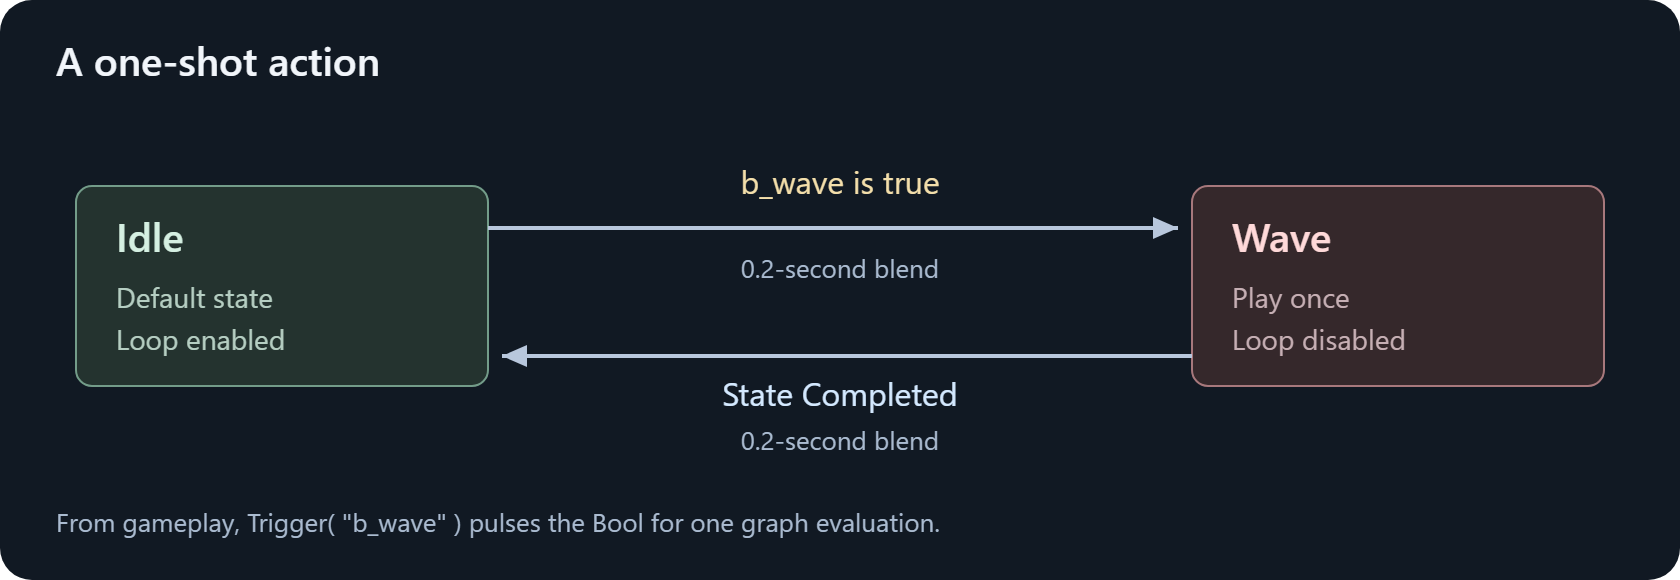 A one-shot action
b_wave is true
0.2-second blend
Idle
Default state
Loop enabled
Wave
Play once
Loop disabled
State Completed
0.2-second blend
From gameplay, Trigger( "b_wave" ) pulses the Bool for one graph evaluation.